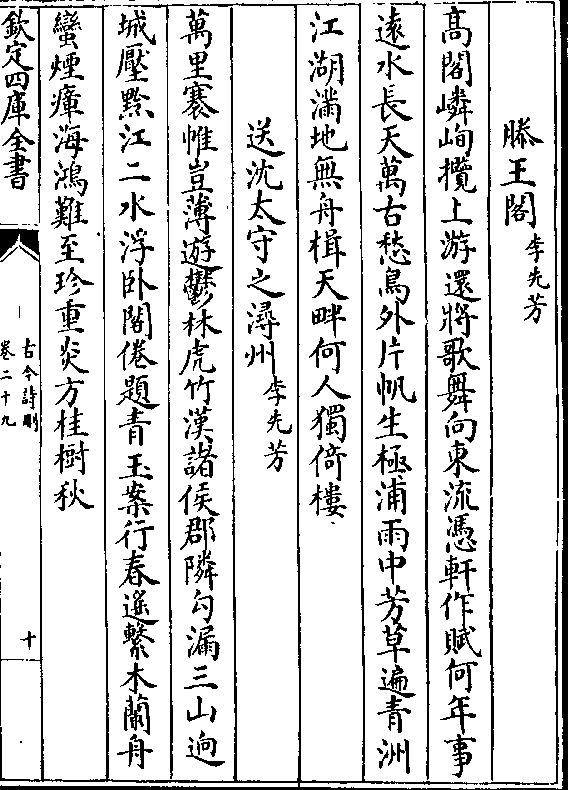 滕王閣李先芳
高閣嶙峋攬上游還將歌舞向東流憑軒作賦何年事
遠水長天萬古愁鳥外片帆生極浦雨中芳草遍青洲
江湖滿地無舟楫天畔何人獨倚樓
送沈太守之潯州李先芳
萬里褰帷豈薄遊鬱林虎竹漢諸侯郡隣勾漏三山逈
城壓黔江二水浮卧閣倦題青玉案行春遥繫木蘭舟
蠻煙瘴海鴻難至珍重炎方桂樹秋
欽定四庫全書
古今詩刪
卷二十九
十